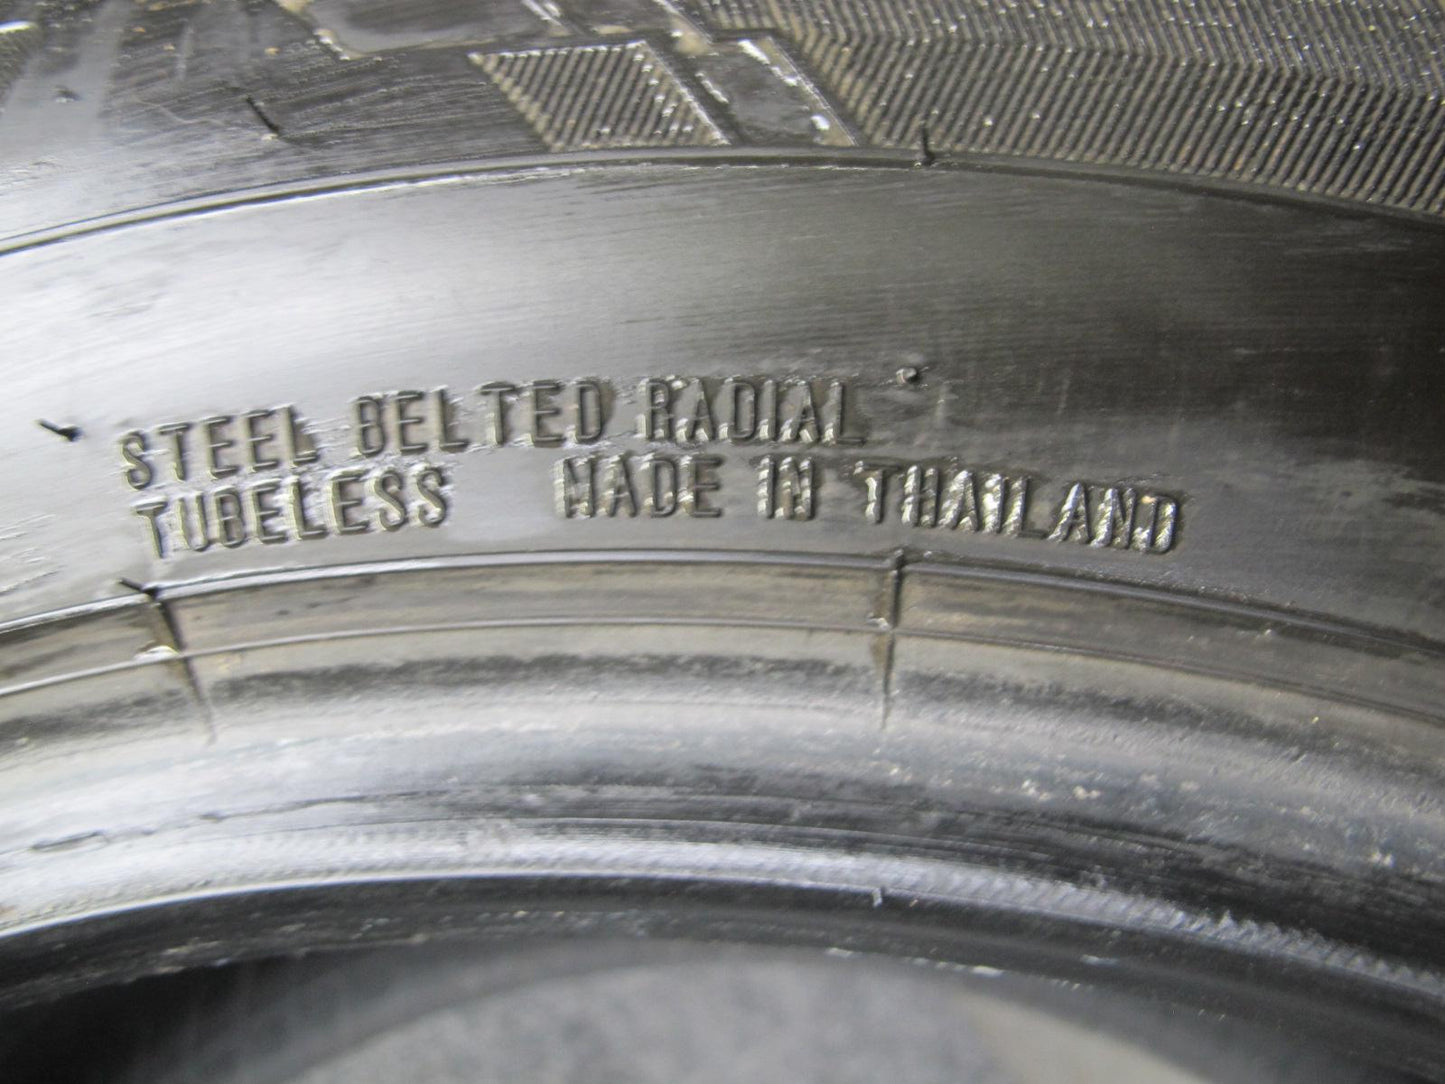 STEEL BELTED RADIAL
TUBELESS MADE IN THAILAND